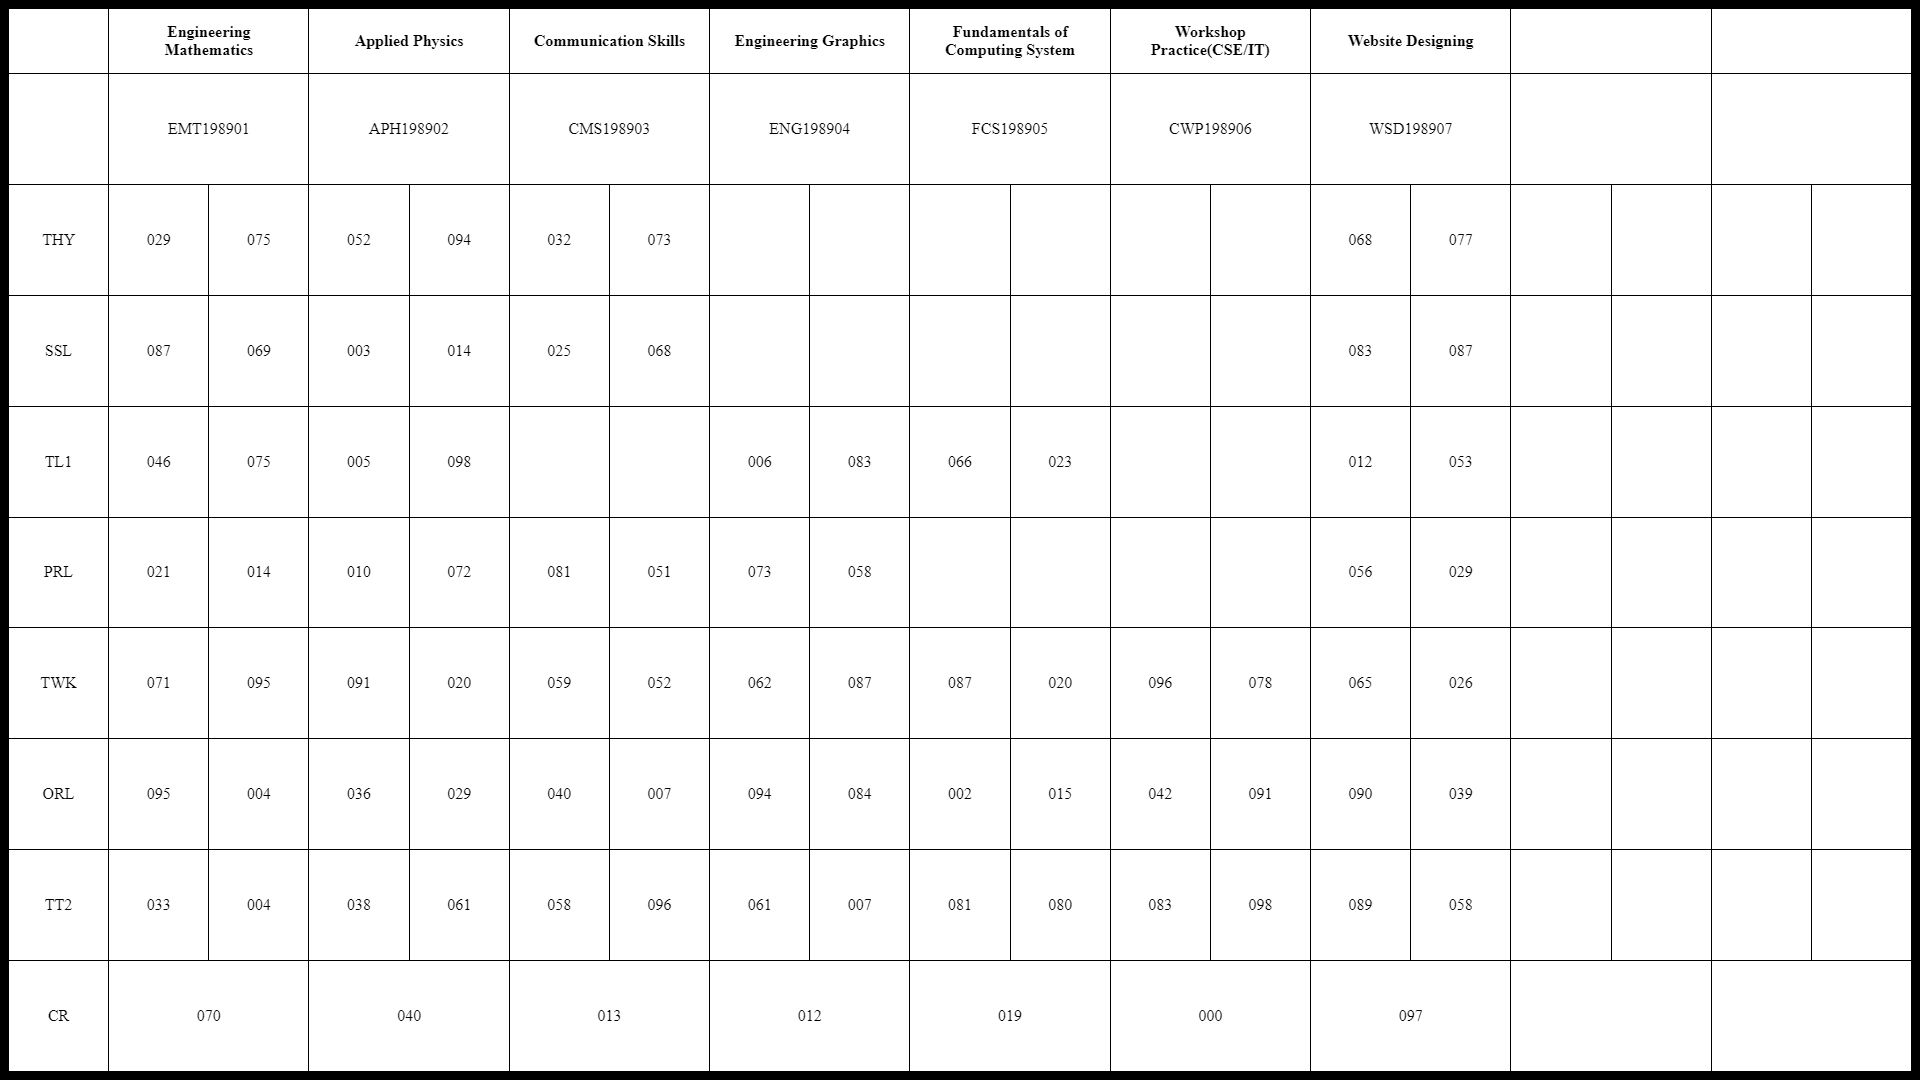 Engineering Mathematics Applied Physics Communication Skills Engineering Graphics Fundamentals of Computing System Workshop Practice(CSE/IT) Website Designing
EMT198901 APH198902 CMS198903 ENG198904 FCS198905 CWP198906 WSD198907
THY 029 075 052 094 032 073 068 077
SSL 087 069 003 014 025 068 083 087
TL1 046 075 005 098 006 083 066 023 012 053
PRL 021 014 010 072 081 051 073 058 056 029
TWK 071 095 091 020 059 052 062 087 087 020 096 078 065 026
ORL 095 004 036 029 040 007 094 084 002 015 042 091 090 039
TT2 033 004 038 061 058 096 061 007 081 080 083 098 089 058
CR 070 040 013 012 019 000 097